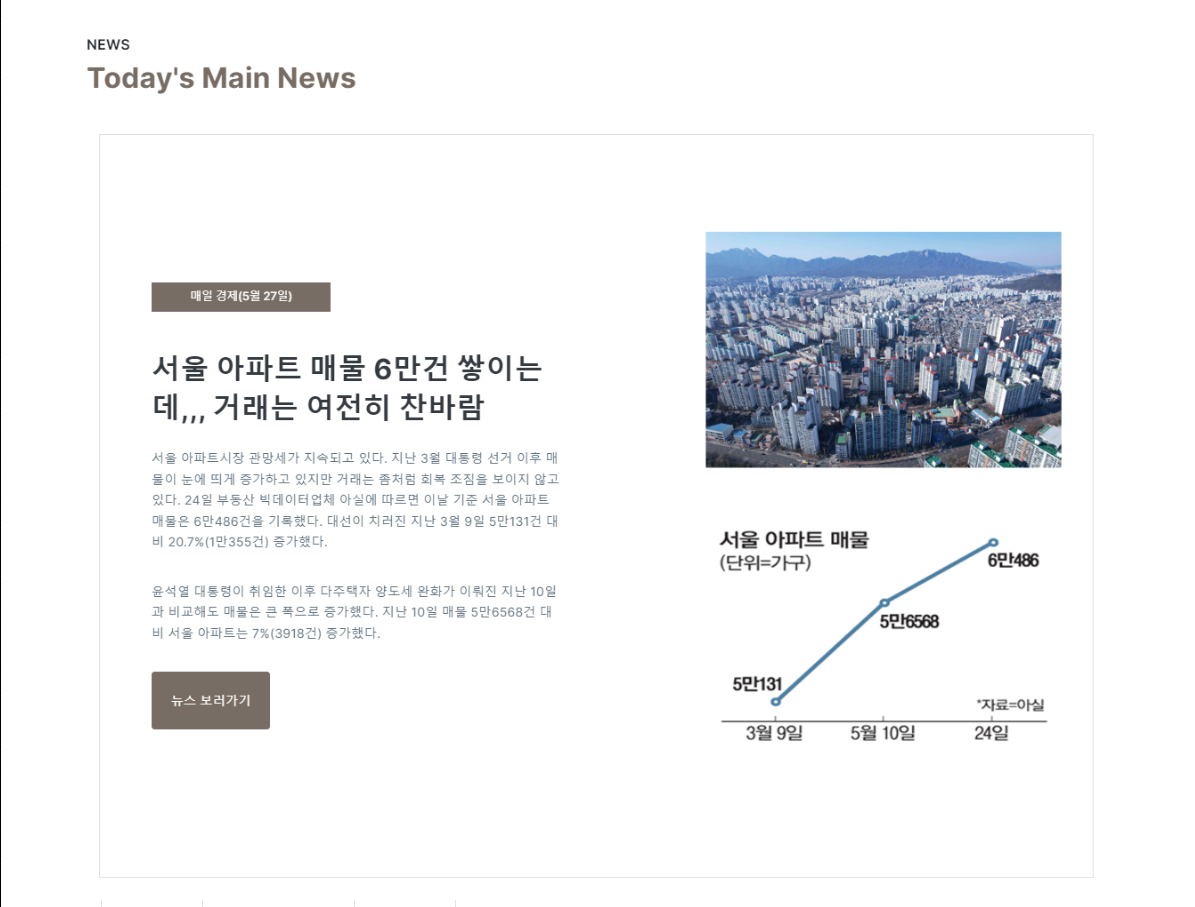 NEWS
Today's Main News
매일 경제(5월 27일)
서울 아파트 매물 6만건 쌓이는
데,,, 거래는 여전히 찬바람
서울 아파트시장 관망세가 지속되고 있다. 지난 3월 대통령 선거 이후 매
물이 눈에 띄게 증가하고 있지만 거래는 좀처럼 회복 조짐을 보이지 않고
있다. 24일 부동산 빅데이터업체 아실에 따르면 이날 기준 서울 아파트
매물은 6만486건을 기록했다. 대선이 치러진 지난 3월 9일 5만131건 대
비 20.7%(1만355건) 증가했다.
윤석열 대통령이 취임한 이후 다주택자 양도세 완화가 이뤄진 지난 10일
과 비교해도 매물은 큰 폭으로 증가했다. 지난 10일 매물 5만6568건 대
비 서울 아파트는 7%(3918건) 증가했다.
뉴스 보러가기
서울 아파트 매물
(단위=가구)
6만486
5만6568
5만131
*자료=아실
3월 9일 5월 10일 24일